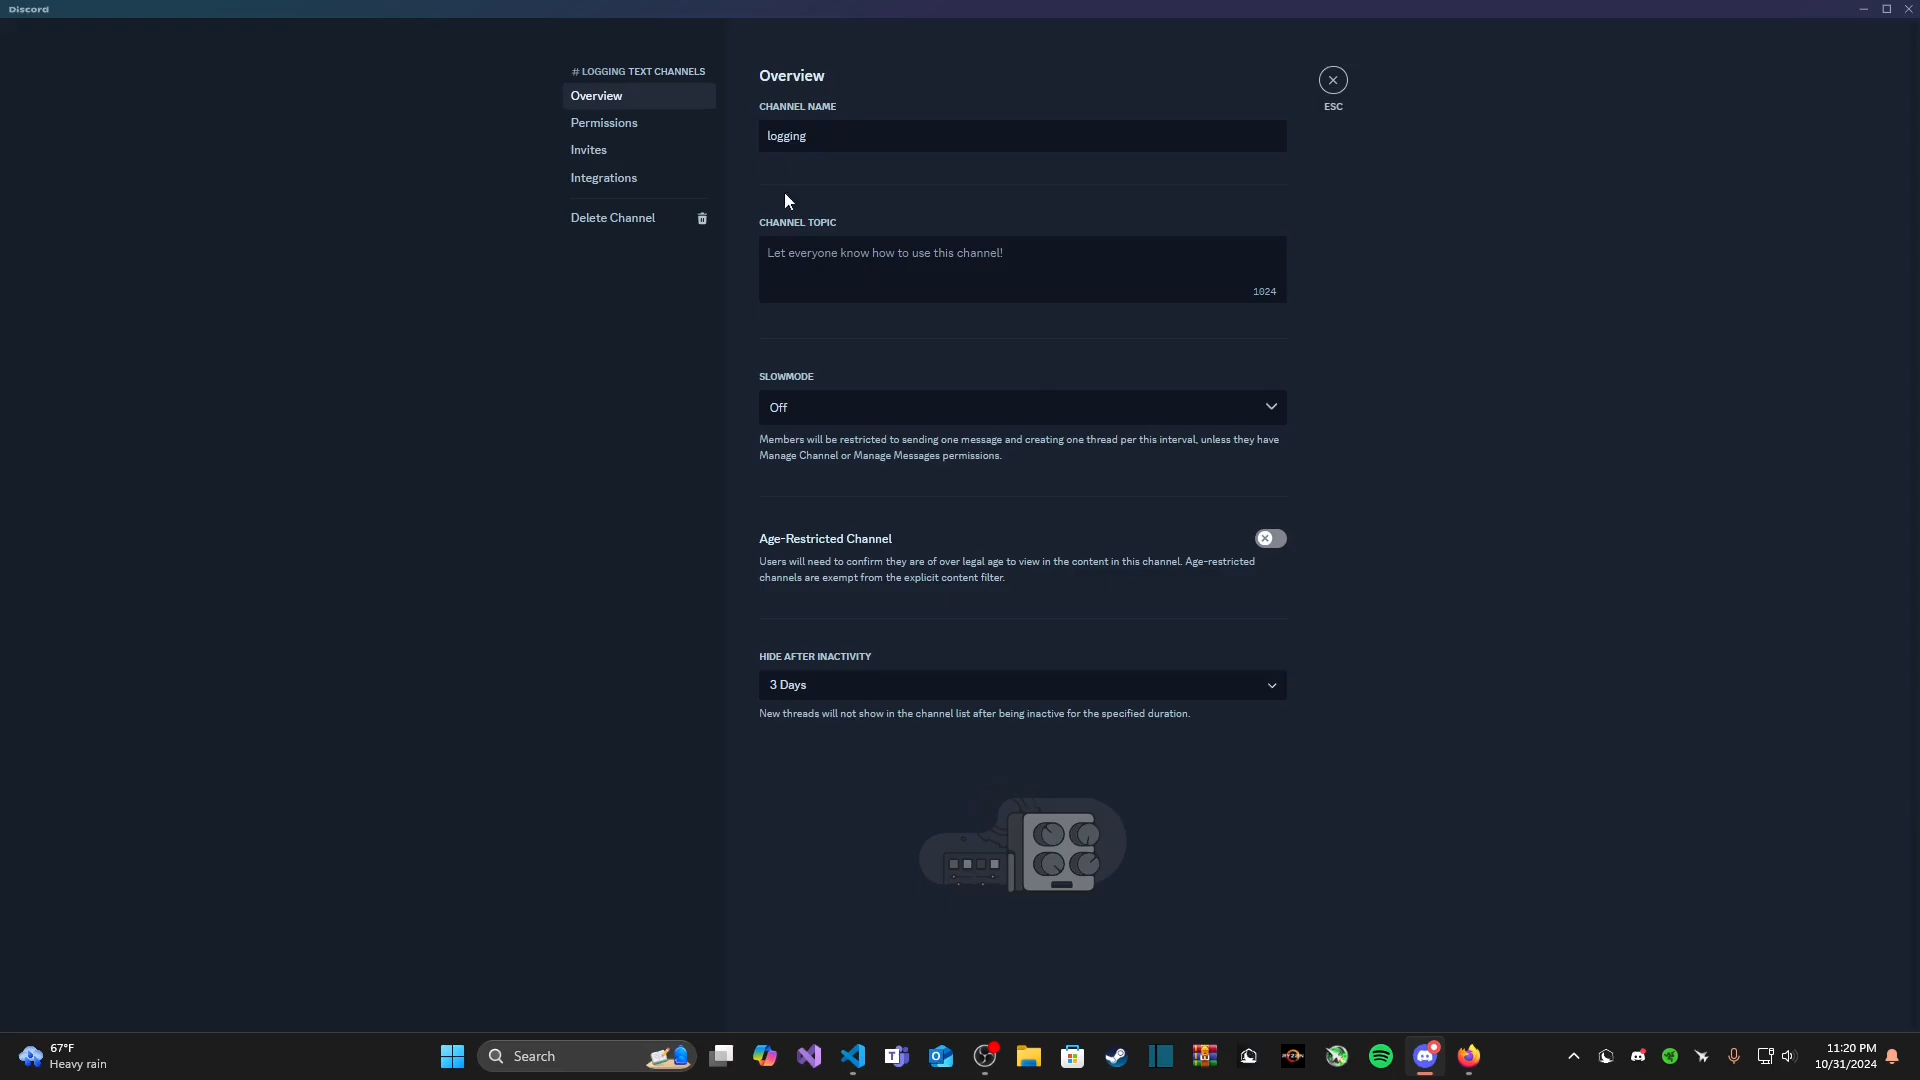 Discord
# LOGGING TEXT CHANNELS
Overview
Permissions
Invites
Integrations
Delete Channel
Overview
CHANNEL NAME
logging
CHANNEL TOPIC
Let everyone know how to use this channel!
1024
SLOWMODE
Off
Members will be restricted to sending one message and creating one thread per this interval, unless they have
Manage Channel or Manage Messages permissions.
Age-Restricted Channel
Users will need to confirm they are of over legal age to view in the content in this channel. Age-restricted
channels are exempt from the explicit content filter.
HIDE AFTER INACTIVITY
3 Days
New threads will not show in the channel list after being inactive for the specified duration.
ESC
67°F
Heavy rain
Search
RYZEN
11:20 PM
10/31/2024